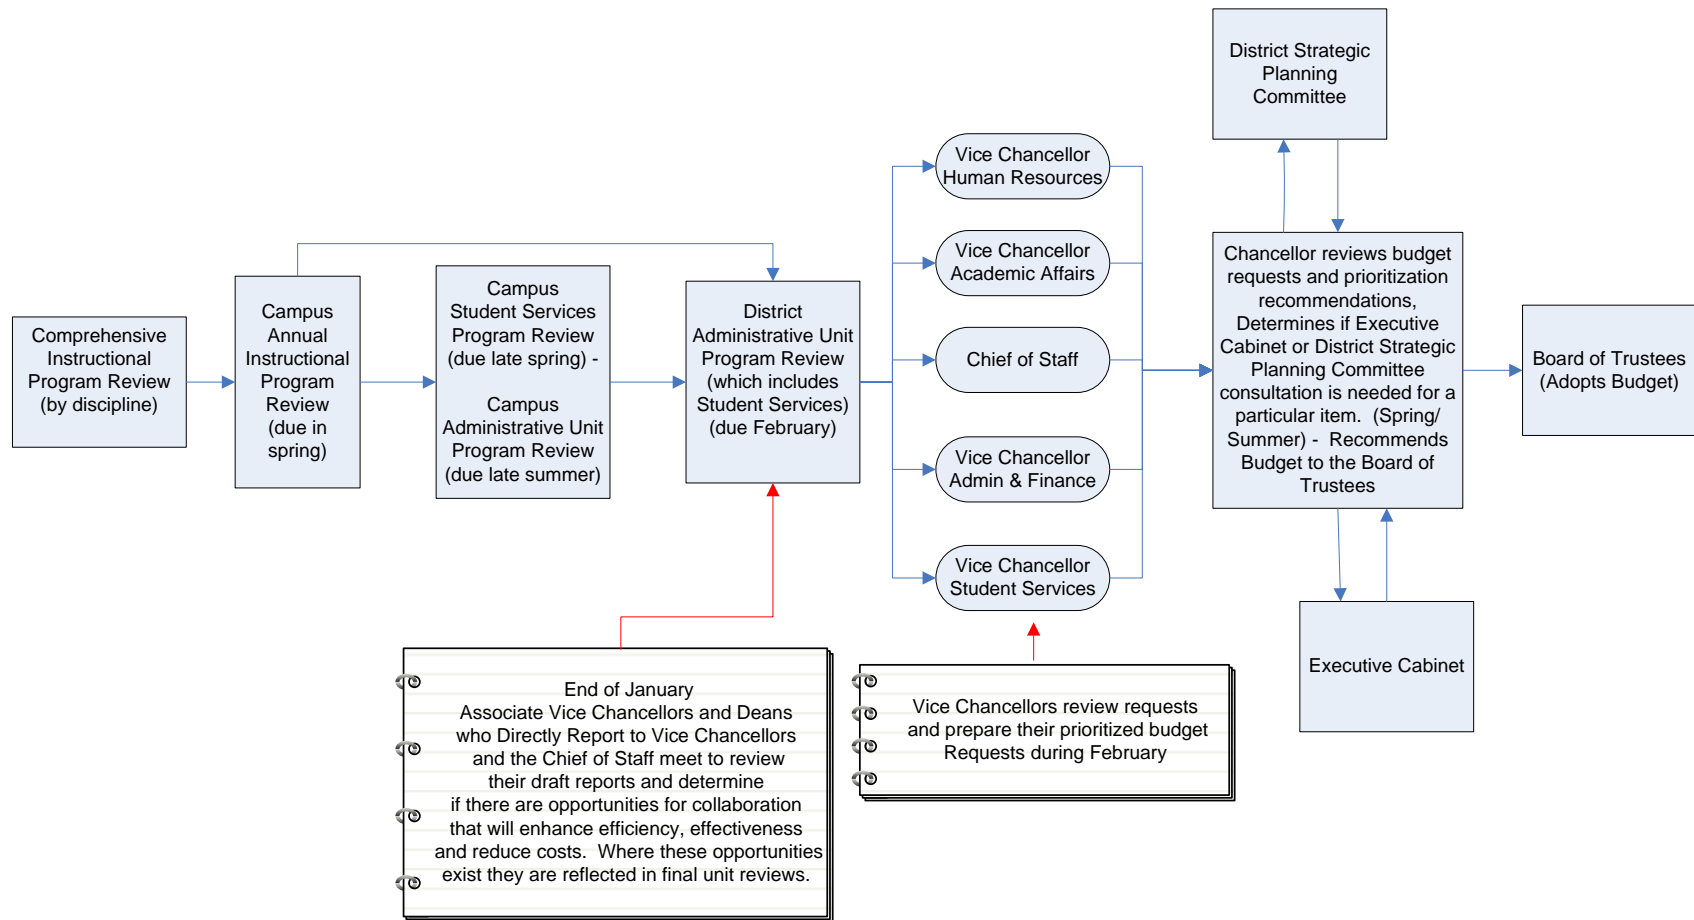 District Strategic
Planning
Committee
Vice Chancellor
Human Resources
Vice Chancellor
Academic Affairs
Chief of Staff
Vice Chancellor
Admin & Finance
Vice Chancellor
Student Services
Comprehensive
Instructional
Program Review
(by discipline)
Campus
Annual
Instructional
Program
Review
(due in
spring)
Campus
Student Services
Program Review
(due late spring) -
Campus
Administrative Unit
Program Review
(due late summer)
District
Administrative Unit
Program Review
(which includes
Student Services)
(due February)
Chancellor reviews budget
requests and prioritization
recommendations,
Determines if Executive
Cabinet or District Strategic
Planning Committee
consultation is needed for a
particular item.  (Spring/
Summer) -  Recommends
Budget to the Board of
Trustees
Board of Trustees
(Adopts Budget)
Executive Cabinet
End of January
Associate Vice Chancellors and Deans
who Directly Report to Vice Chancellors
and the Chief of Staff meet to review
their draft reports and determine
if there are opportunities for collaboration
that will enhance efficiency, effectiveness
and reduce costs.  Where these opportunities
exist they are reflected in final unit reviews.
Vice Chancellors review requests
and prepare their prioritized budget
Requests during February